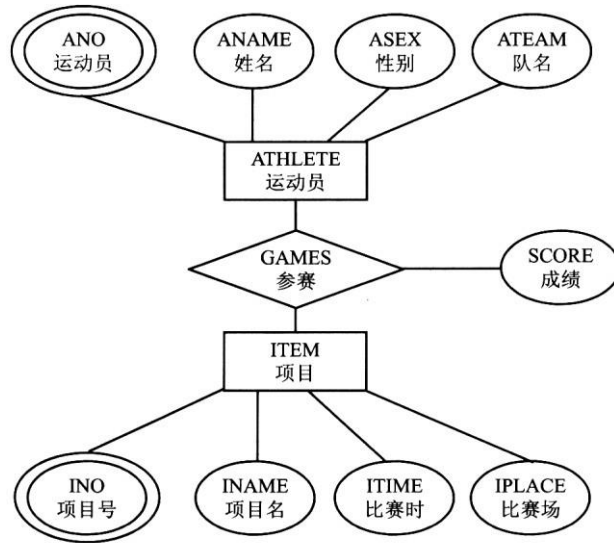 ANO
运动员
ANAME
姓名
ASEX
性别
ATEAM
队名
ATHLETE
运动员
GAMES
参赛
SCORE
成绩
ITEM
项目
INO
项目号
INAME
项目名
ITIME
比赛时
IPLACE
比赛场